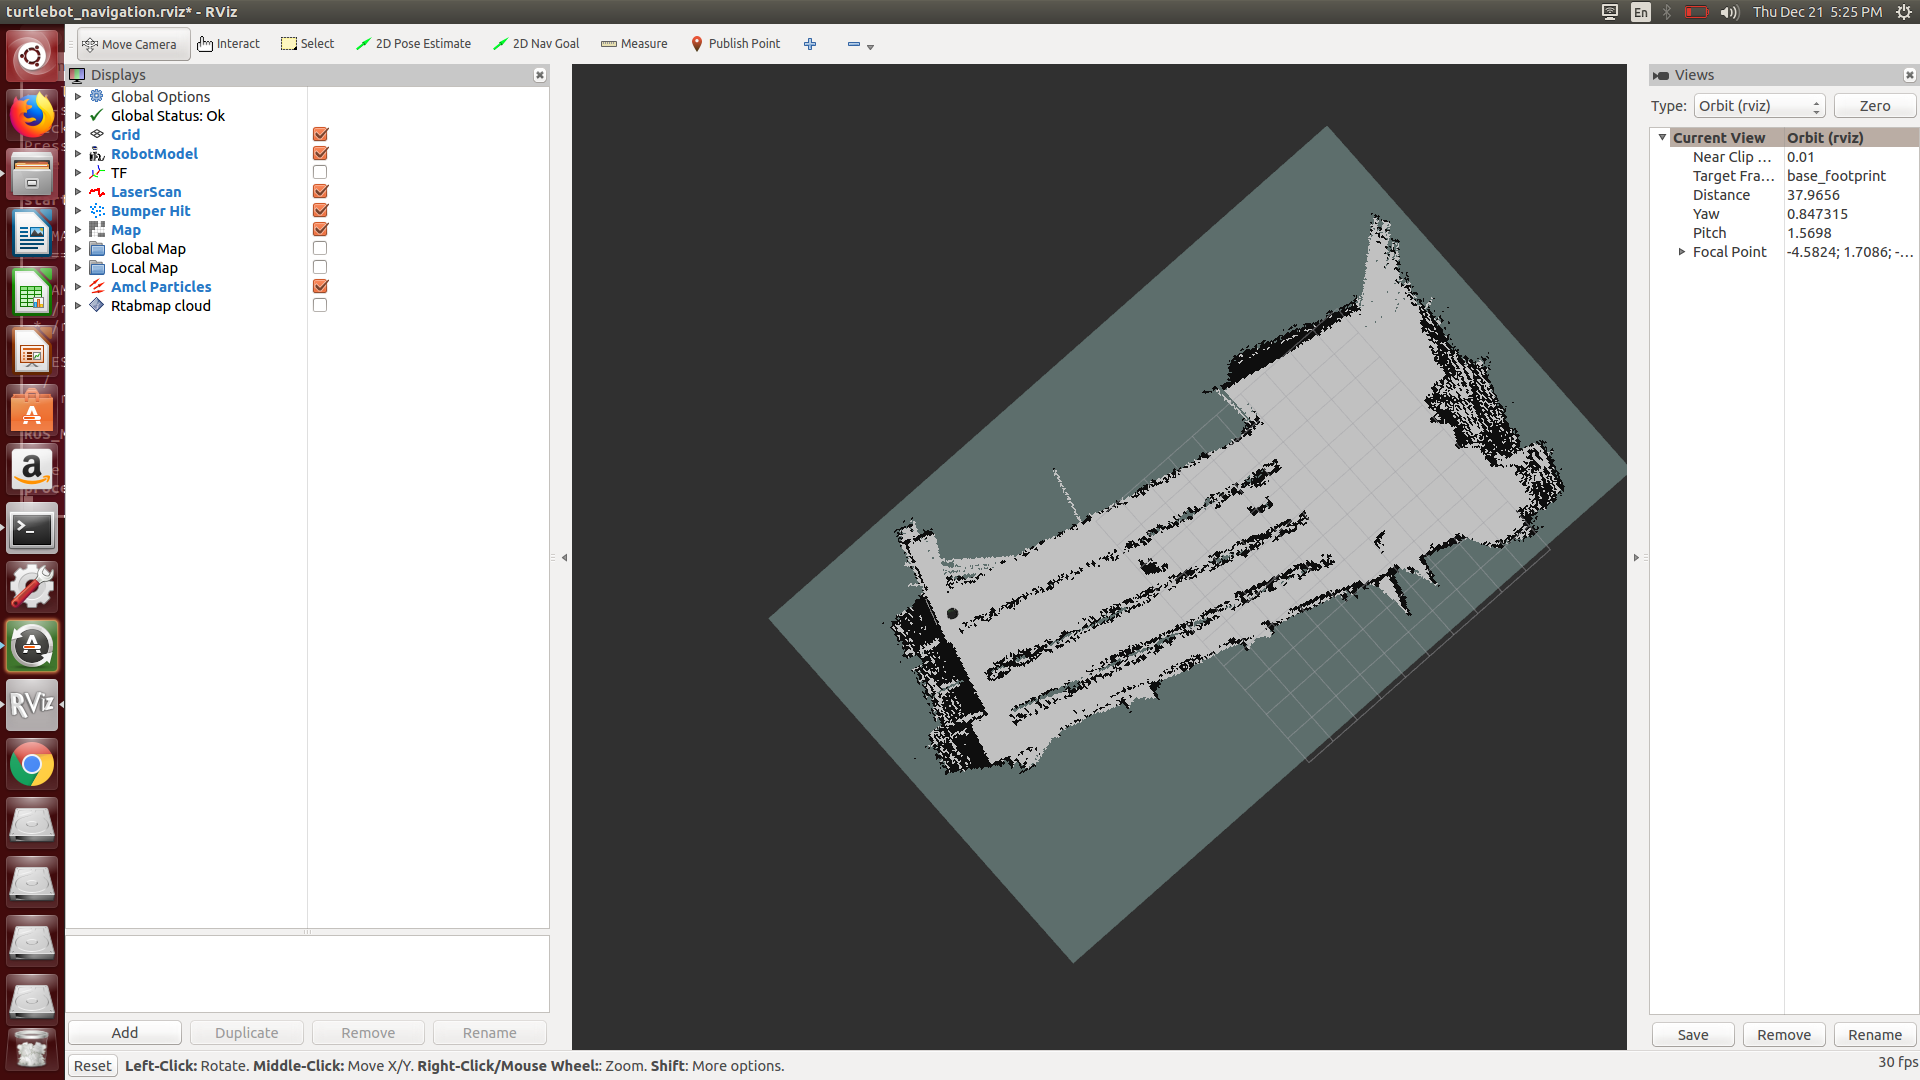 turtlebot_navigation.rviz* - RViz
En
Thu Dec 21 5:25 PM
Move Camera
Interact
Select
2D Pose Estimate
2D Nav Goal
Measure
Publish Point
Displays
Global Options
Global Status: Ok
Grid
RobotModel
TF
LaserScan
Bumper Hit
Map
Global Map
Local Map
Amcl Particles
Rtabmap cloud
Add
Duplicate
Remove
Rename
Reset
Left-Click: Rotate. Middle-Click: Move X/Y. Right-Click/Mouse Wheel:: Zoom. Shift: More options.
30 fps
Views
Type: Orbit (rviz)
Zero
Current View Orbit (rviz)
Near Clip ... 0.01
Target Fra... base_footprint
Distance 37.9656
Yaw 0.847315
Pitch 1.5698
Focal Point -4.5824; 1.7086; -...
Save
Remove
Rename
RViz
a